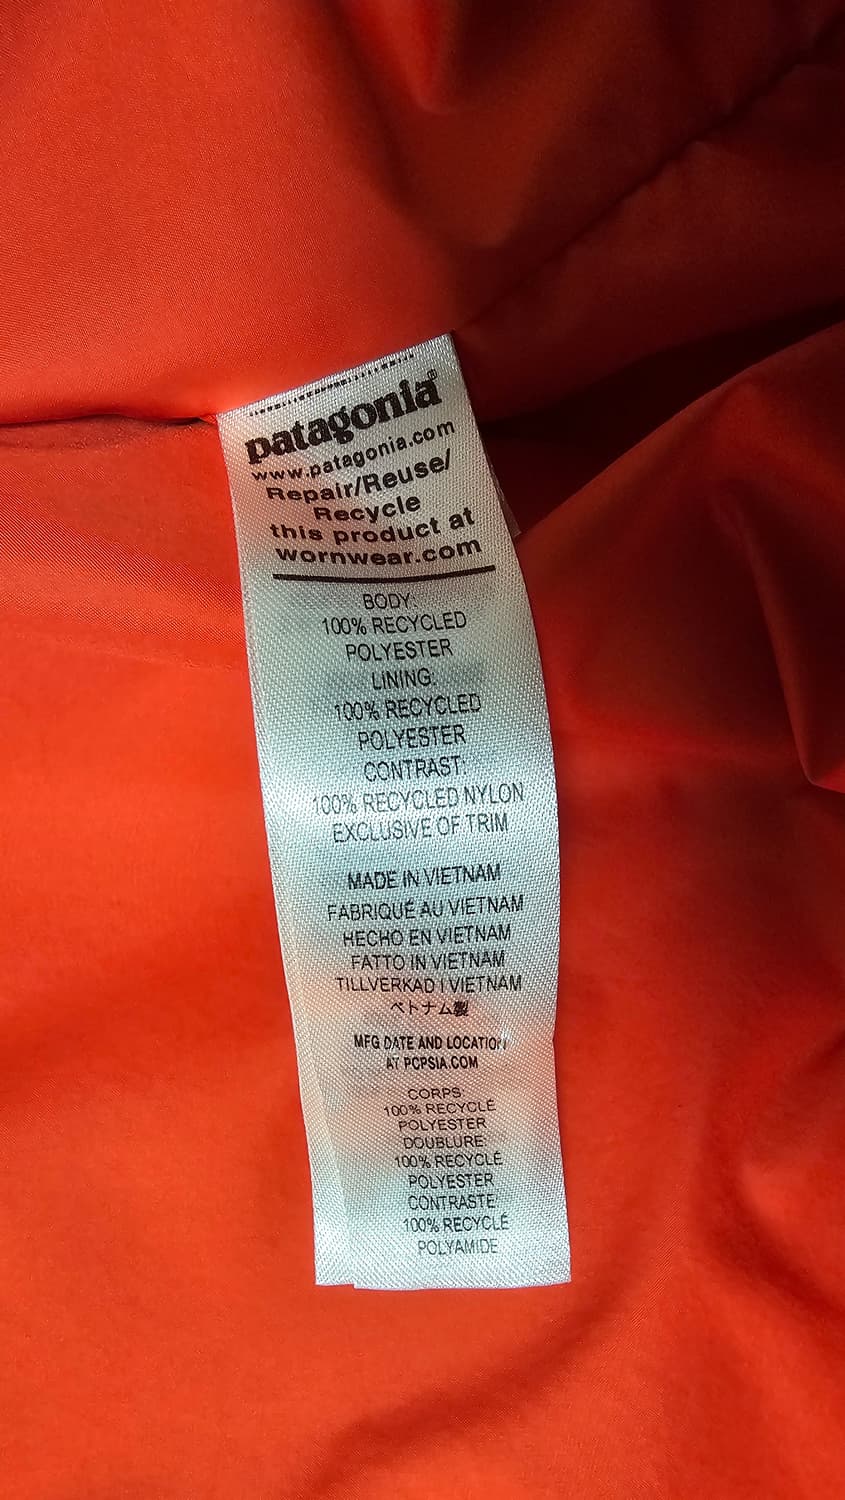 patagonia®
www.patagonia.com
Repair/Reuse/
Recycle
this product at
wornwear.com
BODY:
100% RECYCLED
POLYESTER
LINING:
100% RECYCLED
POLYESTER
CONTRAST:
100% RECYCLED NYLON
EXCLUSIVE OF TRIM
MADE IN VIETNAM
FABRIQUÉ AU VIETNAM
HECHO EN VIETNAM
FATTO IN VIETNAM
TILLVERKAD I VIETNAM
ベトナム製
MFG DATE AND LOCATION
AT PCPSIA.COM
CORPS:
100% RECYCLÉ
POLYESTER
DOUBLURE:
100% RECYCLÉ
POLYESTER
CONTRASTE
100% RECYCLÉ
POLYAMIDE